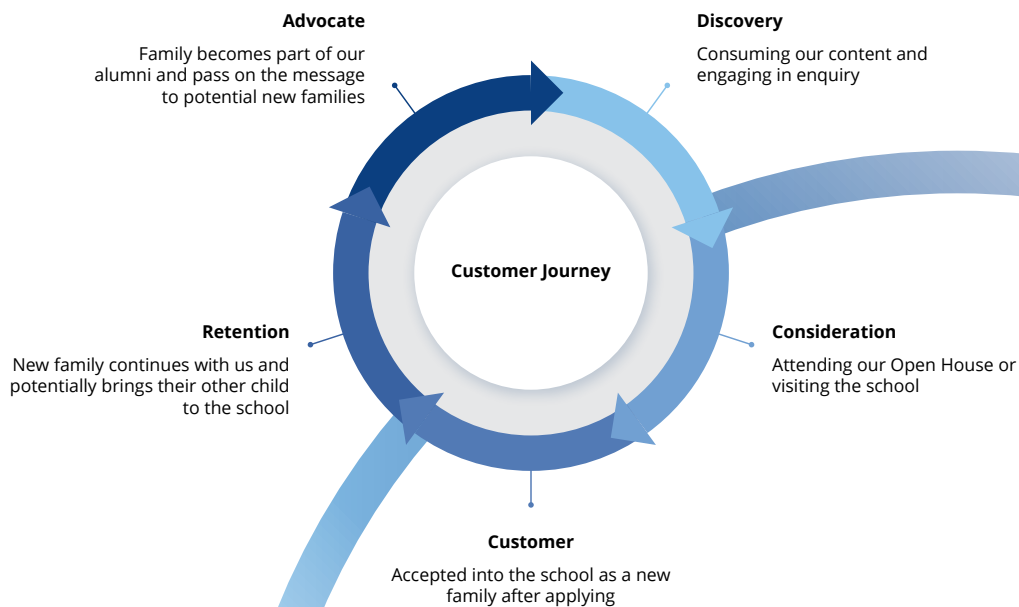 Advocate
Family becomes part of our
alumni and pass on the message
to potential new families
Discovery
Consuming our content and
engaging in enquiry
Customer Journey
Retention
New family continues with us and
potentially brings their other child
to the school
Consideration
Attending our Open House or
visiting the school
Customer
Accepted into the school as a new
family after applying